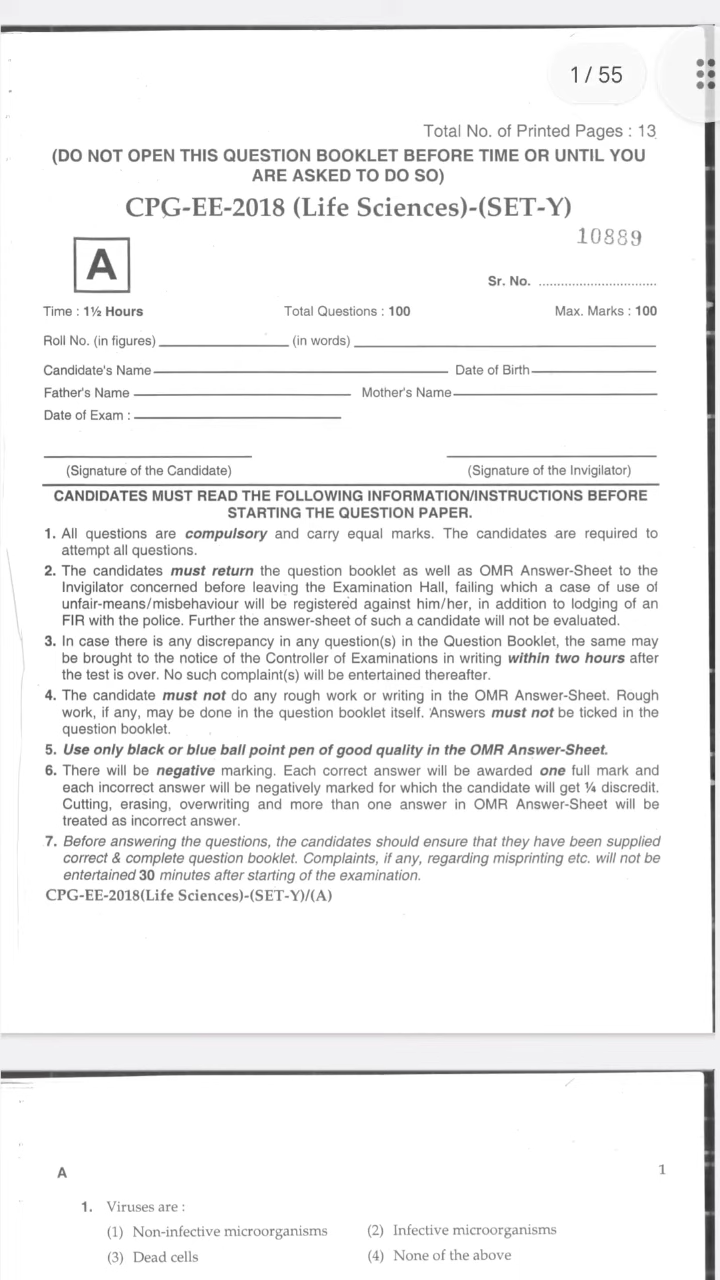 1 / 55
Total No. of Printed Pages : 13
(DO NOT OPEN THIS QUESTION BOOKLET BEFORE TIME OR UNTIL YOU
ARE ASKED TO DO SO)
CPG-EE-2018 (Life Sciences)-(SET-Y)
10889
A
Sr. No. ................................
Time : 1½ Hours Total Questions : 100 Max. Marks : 100
Roll No. (in figures) ____________ (in words) ____________
Candidate's Name ____________ Date of Birth ____________
Father's Name ____________ Mother's Name ____________
Date of Exam : ____________
(Signature of the Candidate) (Signature of the Invigilator)
CANDIDATES MUST READ THE FOLLOWING INFORMATION/INSTRUCTIONS BEFORE
STARTING THE QUESTION PAPER.
1. All questions are compulsory and carry equal marks. The candidates are required to
attempt all questions.
2. The candidates must return the question booklet as well as OMR Answer-Sheet to the
Invigilator concerned before leaving the Examination Hall, failing which a case of use of
unfair-means/misbehaviour will be registered against him/her, in addition to lodging of an
FIR with the police. Further the answer-sheet of such a candidate will not be evaluated.
3. In case there is any discrepancy in any question(s) in the Question Booklet, the same may
be brought to the notice of the Controller of Examinations in writing within two hours after
the test is over. No such complaint(s) will be entertained thereafter.
4. The candidate must not do any rough work or writing in the OMR Answer-Sheet. Rough
work, if any, may be done in the question booklet itself. Answers must not be ticked in the
question booklet.
5. Use only black or blue ball point pen of good quality in the OMR Answer-Sheet.
6. There will be negative marking. Each correct answer will be awarded one full mark and
each incorrect answer will be negatively marked for which the candidate will get ¼ discredit.
Cutting, erasing, overwriting and more than one answer in OMR Answer-Sheet will be
treated as incorrect answer.
7. Before answering the questions, the candidates should ensure that they have been supplied
correct & complete question booklet. Complaints, if any, regarding misprinting etc. will not be
entertained 30 minutes after starting of the examination.
CPG-EE-2018(Life Sciences)-(SET-Y)/(A)
A 1
1. Viruses are :
(1) Non-infective microorganisms (2) Infective microorganisms
(3) Dead cells (4) None of the above